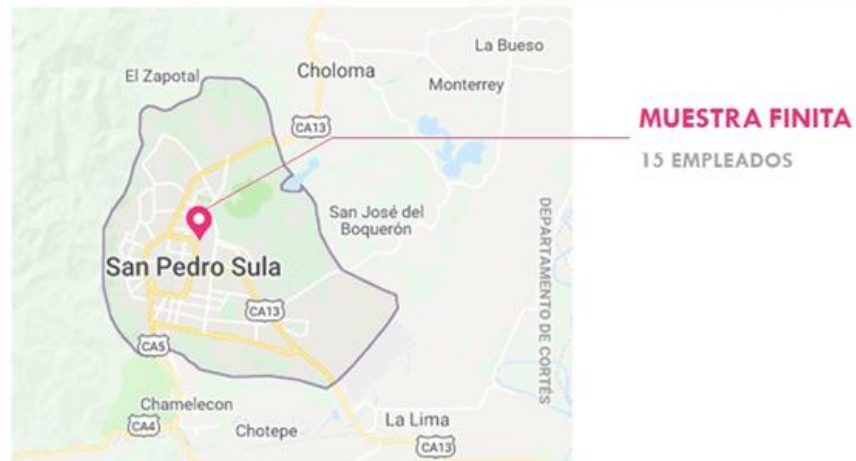 La Bueso
El Zapotal
Choloma
Monterrey
MUESTRA FINITA
CA13
15 EMPLEADOS
San José del
Boquerón
DEPARTAMENTO DE CORTÉS
San Pedro Sula
CA13
CA5
Chamelecon
La Lima
CA4
Chotepe
CA13